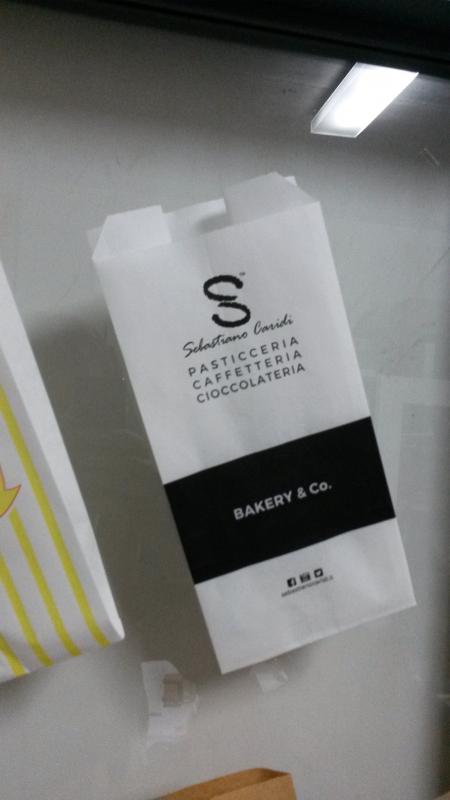 S
Sebastiano Caridi
PASTICCERIA
CAFFETTERIA
CIOCCOLATERIA
BAKERY & Co.